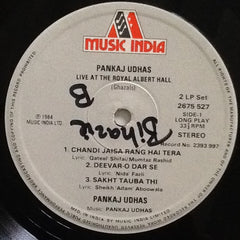 MUSIC INDIA
PANKAJ UDHAS
LIVE AT THE ROYAL ALBERT HALL
(Ghazals)
2 LP Set
2675 527
SIDE-1
LONG PLAY
33⅓ RPM
STEREO
Record No. 2393 997
B
℗ 1984
MUSIC INDIA LTD.
1. CHANDI JAISA RANG HAI TERA
Lyric: Qateel Shifai/Mumtaz Rashid
2. DEEVAR-O DAR SE
Lyric: Nida Fazli
3. SAKHT TAUBA THI
Lyric: Sheikh 'Adam' Aboowala
PANKAJ UDHAS
Music: PANKAJ UDHAS